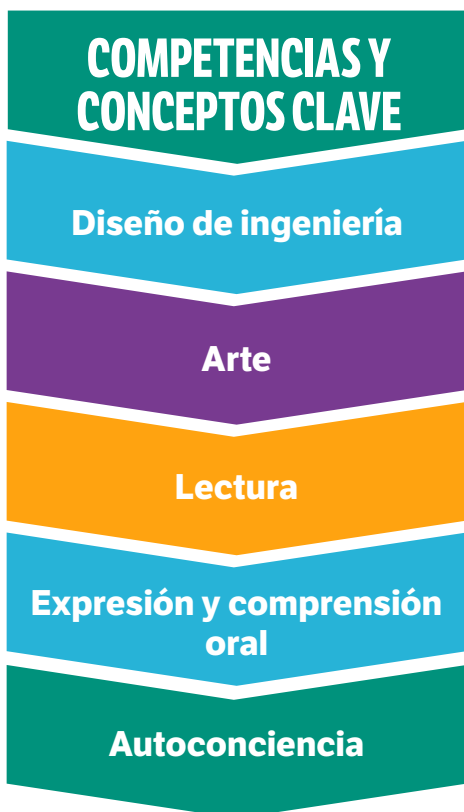 COMPETENCIAS Y
CONCEPTOS CLAVE
Diseño de ingeniería
Arte
Lectura
Expresión y comprensión
oral
Autoconciencia